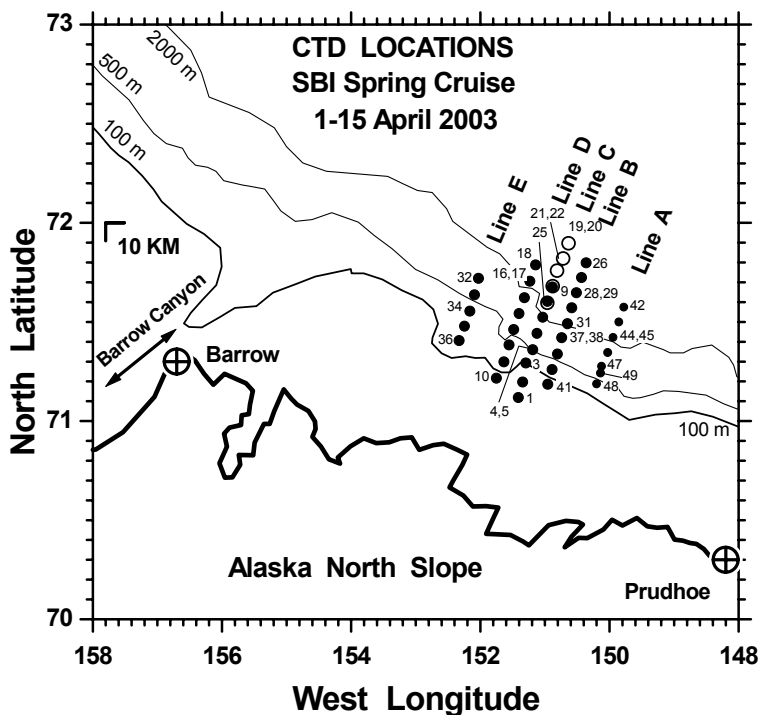 73
72
71
70
2000 m
500 m
100 m
CTD LOCATIONS
SBI Spring Cruise
1-15 April 2003
10 KM
Barrow Canyon
Barrow
Line E
Line D
Line C
Line B
Line A
21,22
19,20
25
18
16,17
9
26
28,29
32
34
36
31
37,38
42
44,45
47
49
48
10
3
4,5
1
41
100 m
Alaska North Slope
Prudhoe
North Latitude
158
156
154
152
150
148
West Longitude